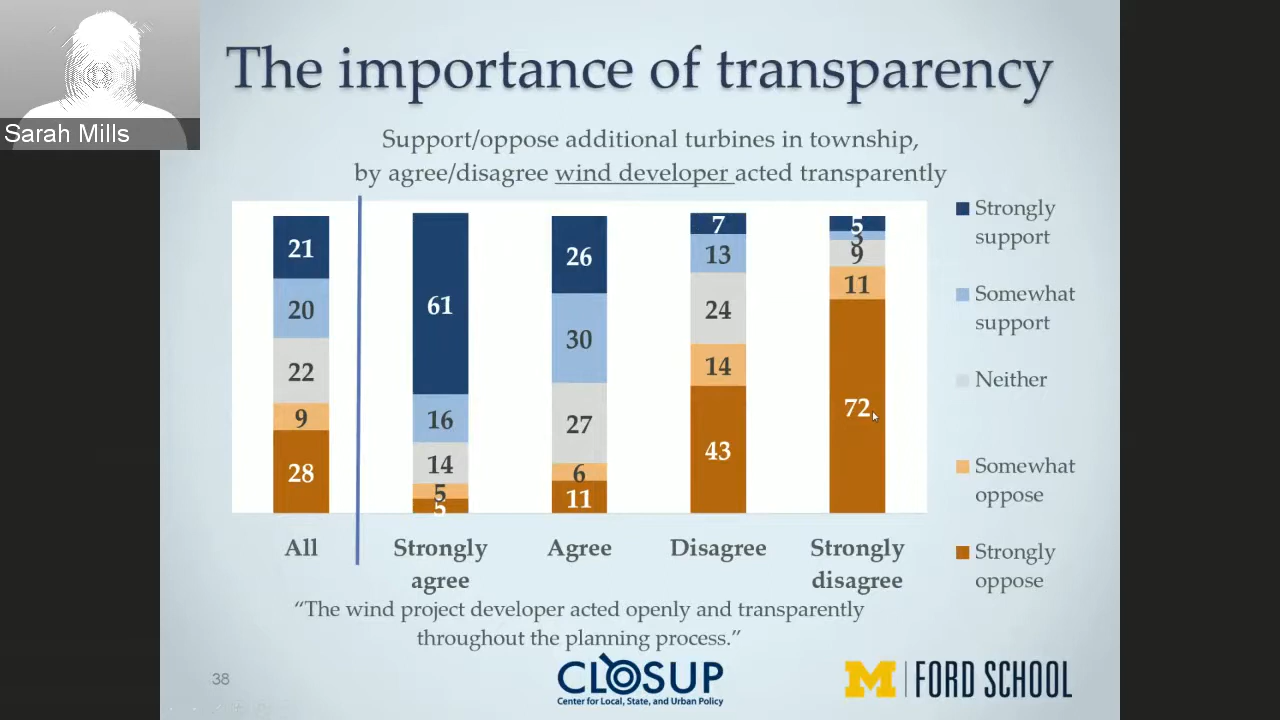 Sarah Mills
The importance of transparency
Support/oppose additional turbines in township,
by agree/disagree wind developer acted transparently
21
20
22
9
28
61
16
14
5
5
26
30
27
6
11
7
13
24
14
43
5
3
9
11
72
Strongly
support
Somewhat
support
Neither
Somewhat
oppose
Strongly
oppose
All
Strongly
agree
Agree
Disagree
Strongly
disagree
“The wind project developer acted openly and transparently
throughout the planning process.”
38
CLOSUP
Center for Local, State, and Urban Policy
M FORD SCHOOL